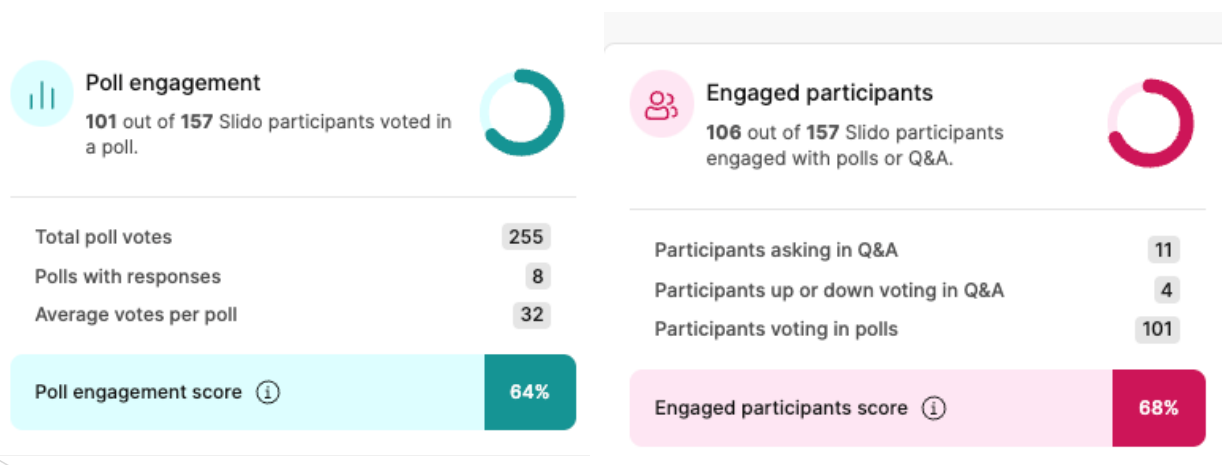 Poll engagement
101 out of 157 Slido participants voted in
a poll.
Total poll votes 255
Polls with responses 8
Average votes per poll 32
Poll engagement score 64%
Engaged participants
106 out of 157 Slido participants
engaged with polls or Q&A.
Participants asking in Q&A 11
Participants up or down voting in Q&A 4
Participants voting in polls 101
Engaged participants score 68%